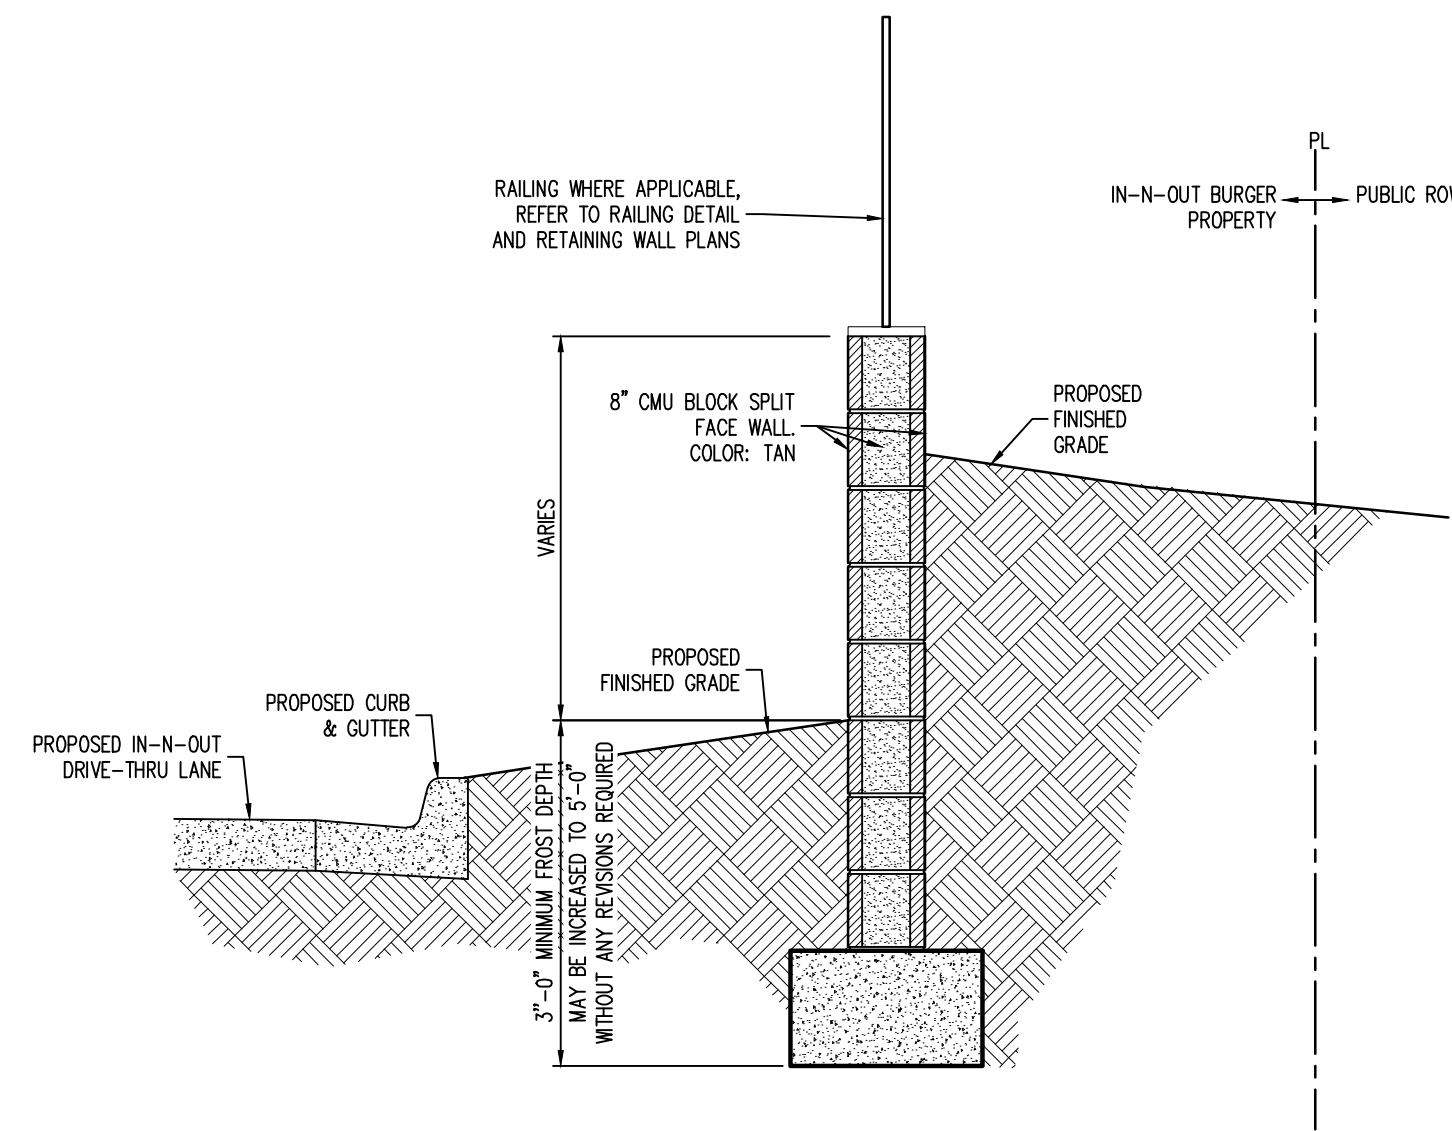 PL
IN-N-OUT BURGER
PROPERTY
PUBLIC
RAILING WHERE APPLICABLE,
REFER TO RAILING DETAIL
AND RETAINING WALL PLANS
8" CMU BLOCK SPLIT
FACE WALL.
COLOR: TAN
PROPOSED
FINISHED
GRADE
VARIES
PROPOSED
FINISHED GRADE
PROPOSED CURB
& GUTTER
PROPOSED IN-N-OUT
DRIVE-THRU LANE
3"-0" MINIMUM FROST DEPTH
MAY BE INCREASED TO 5'-0"
WITHOUT ANY REVISIONS REQUIRED